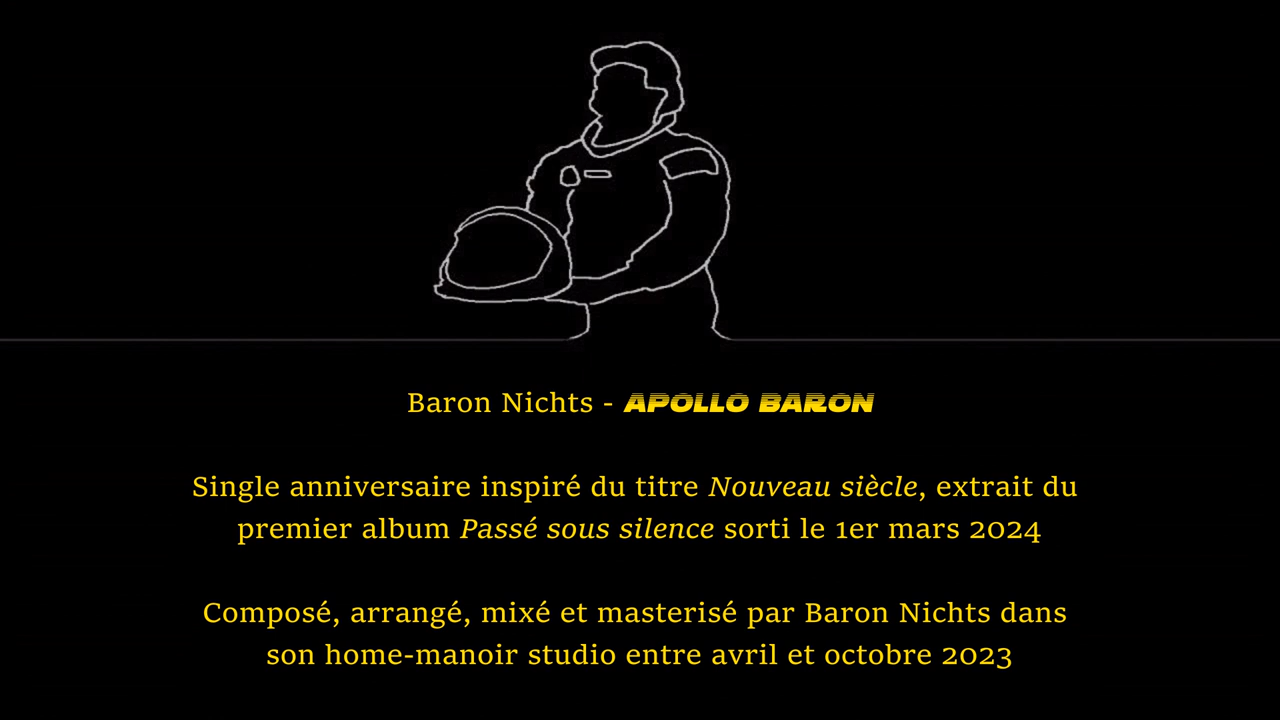 Baron Nichts - APOLLO BARON
Single anniversaire inspiré du titre Nouveau siècle, extrait du
premier album Passé sous silence sorti le 1er mars 2024
Composé, arrangé, mixé et masterisé par Baron Nichts dans
son home-manoir studio entre avril et octobre 2023